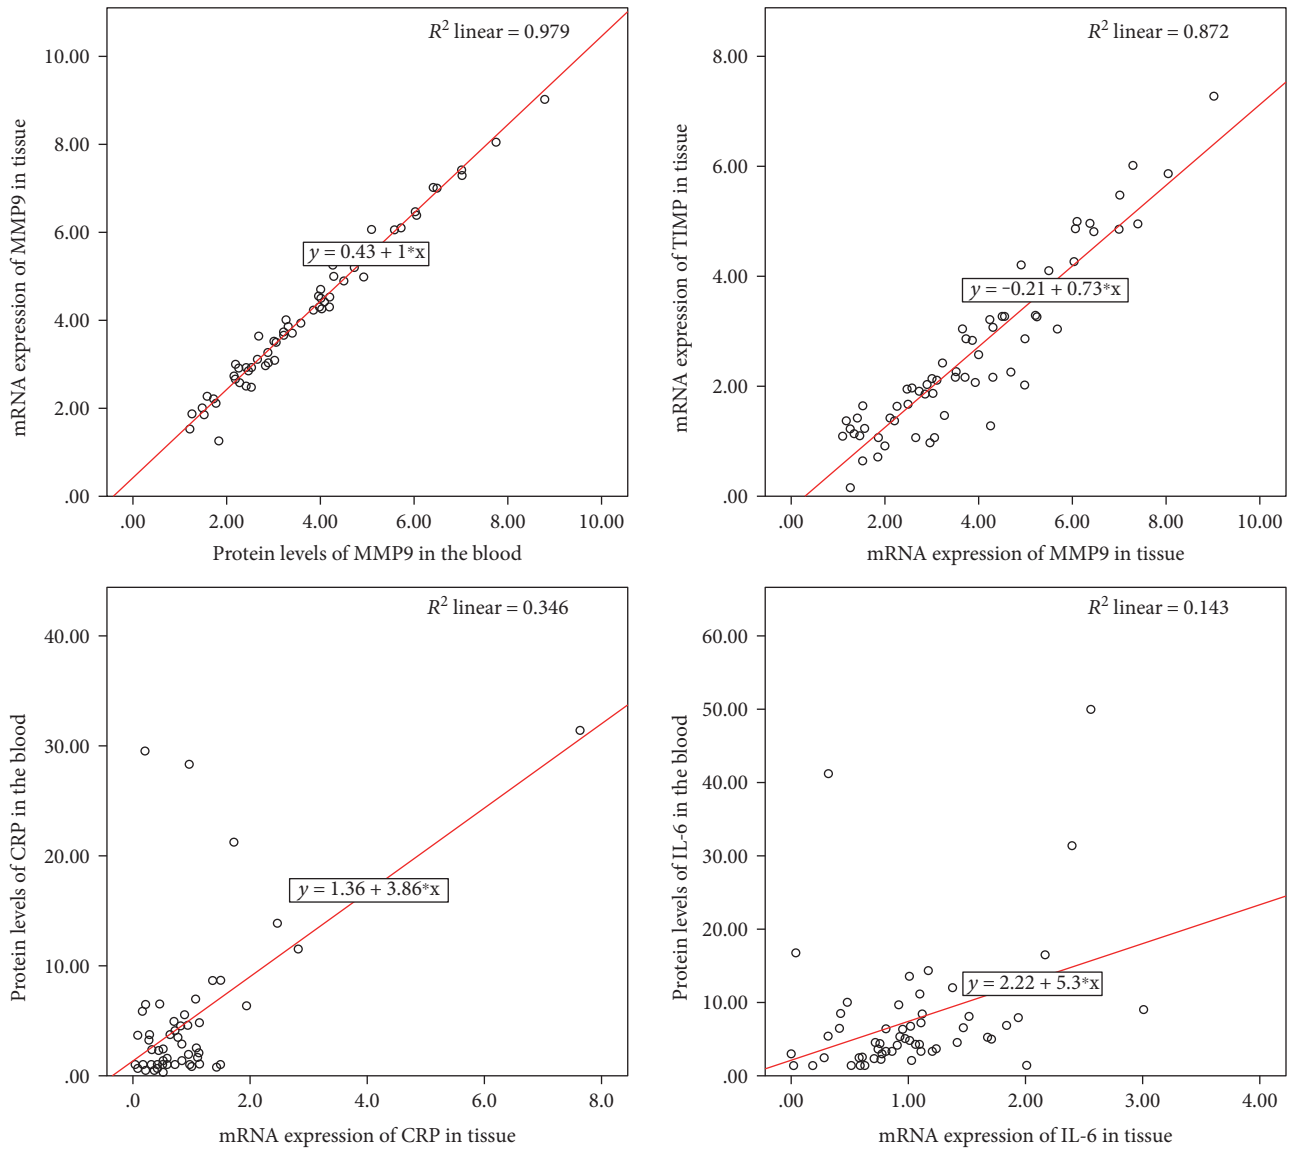 R² linear = 0.979
10.00
8.00
6.00
4.00
2.00
.00
mRNA expression of MMP9 in tissue
y = 0.43 + 1*x
.00 2.00 4.00 6.00 8.00 10.00
Protein levels of MMP9 in the blood
R² linear = 0.872
8.00
6.00
4.00
2.00
.00
mRNA expression of TIMP in tissue
y = −0.21 + 0.73*x
.00 2.00 4.00 6.00 8.00 10.00
mRNA expression of MMP9 in tissue
R² linear = 0.346
40.00
30.00
20.00
10.00
.00
Protein levels of CRP in the blood
y = 1.36 + 3.86*x
.0 2.0 4.0 6.0 8.0
mRNA expression of CRP in tissue
R² linear = 0.143
60.00
50.00
40.00
30.00
20.00
10.00
.00
Protein levels of IL-6 in the blood
y = 2.22 + 5.3*x
.00 1.00 2.00 3.00 4.00
mRNA expression of IL-6 in tissue